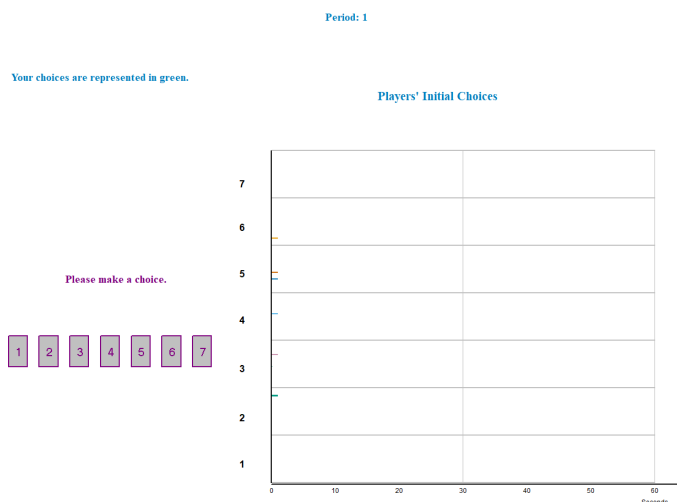 Period: 1
Your choices are represented in green.
Players' Initial Choices
7
6
5
Please make a choice.
4
1 2 3 4 5 6 7
3
2
1
0 10 20 30 40 50 60
Seconds